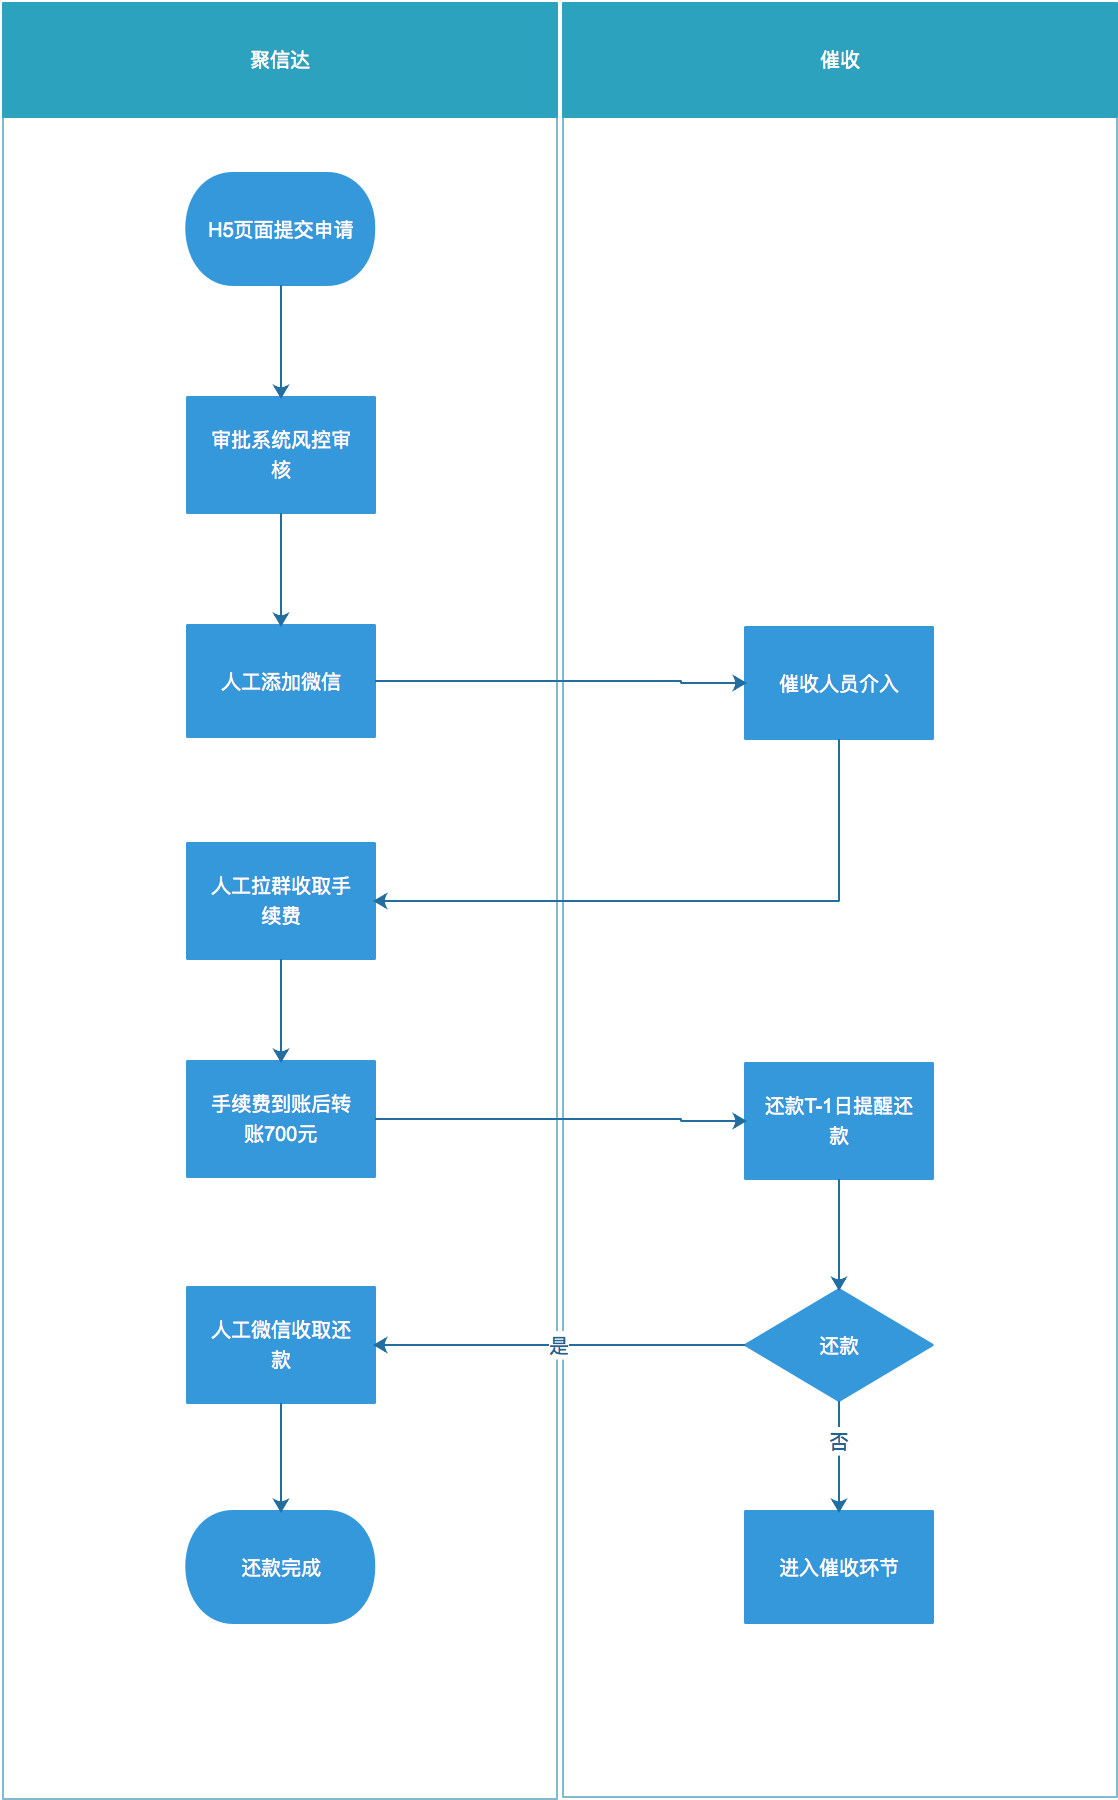 聚信达
催收
H5页面提交申请
审批系统风控审
核
人工添加微信
催收人员介入
人工拉群收取手
续费
手续费到账后转
账700元
还款T-1日提醒还
款
人工微信收取还
款
是
还款
否
还款完成
进入催收环节